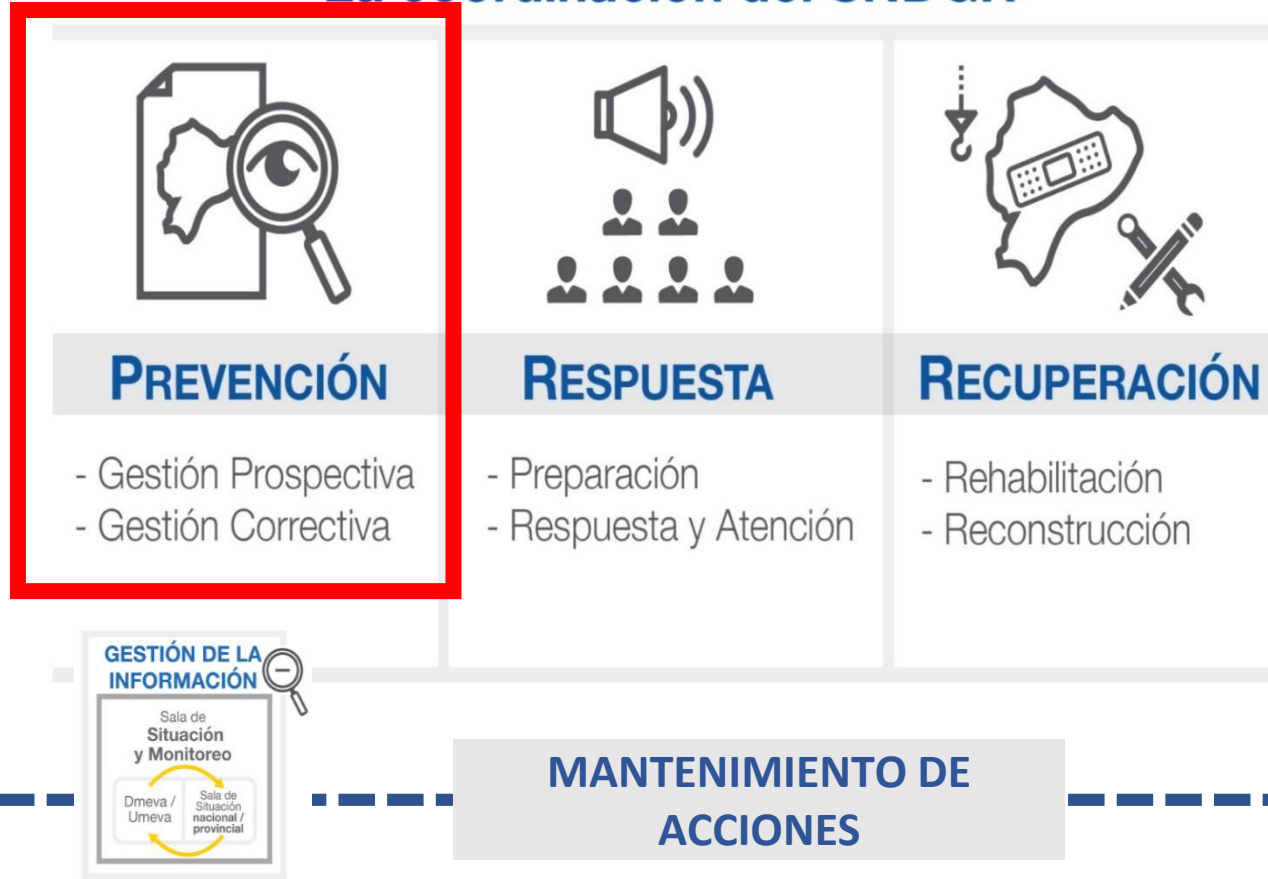 PREVENCIÓN
- Gestión Prospectiva
- Gestión Correctiva
RESPUESTA
- Preparación
- Respuesta y Atención
RECUPERACIÓN
- Rehabilitación
- Reconstrucción
GESTIÓN DE LA
INFORMACIÓN
Sala de
Situación
y Monitoreo
Dmeva /
Umeva
Sala de
Situación
nacional /
provincial
MANTENIMIENTO DE
ACCIONES